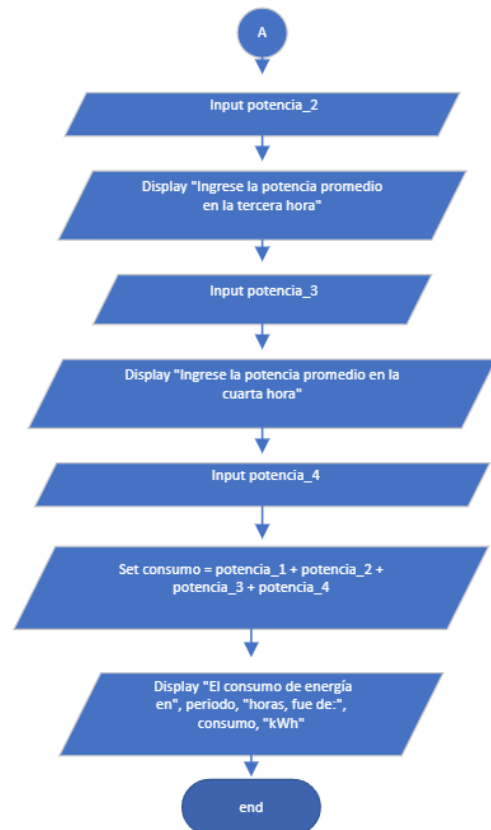 A
Input potencia_2
Display "Ingrese la potencia promedio
en la tercera hora"
Input potencia_3
Display "Ingrese la potencia promedio en la
cuarta hora"
Input potencia_4
Set consumo = potencia_1 + potencia_2 +
potencia_3 + potencia_4
Display "El consumo de energía
en", periodo, "horas, fue de:",
consumo, "kWh"
end